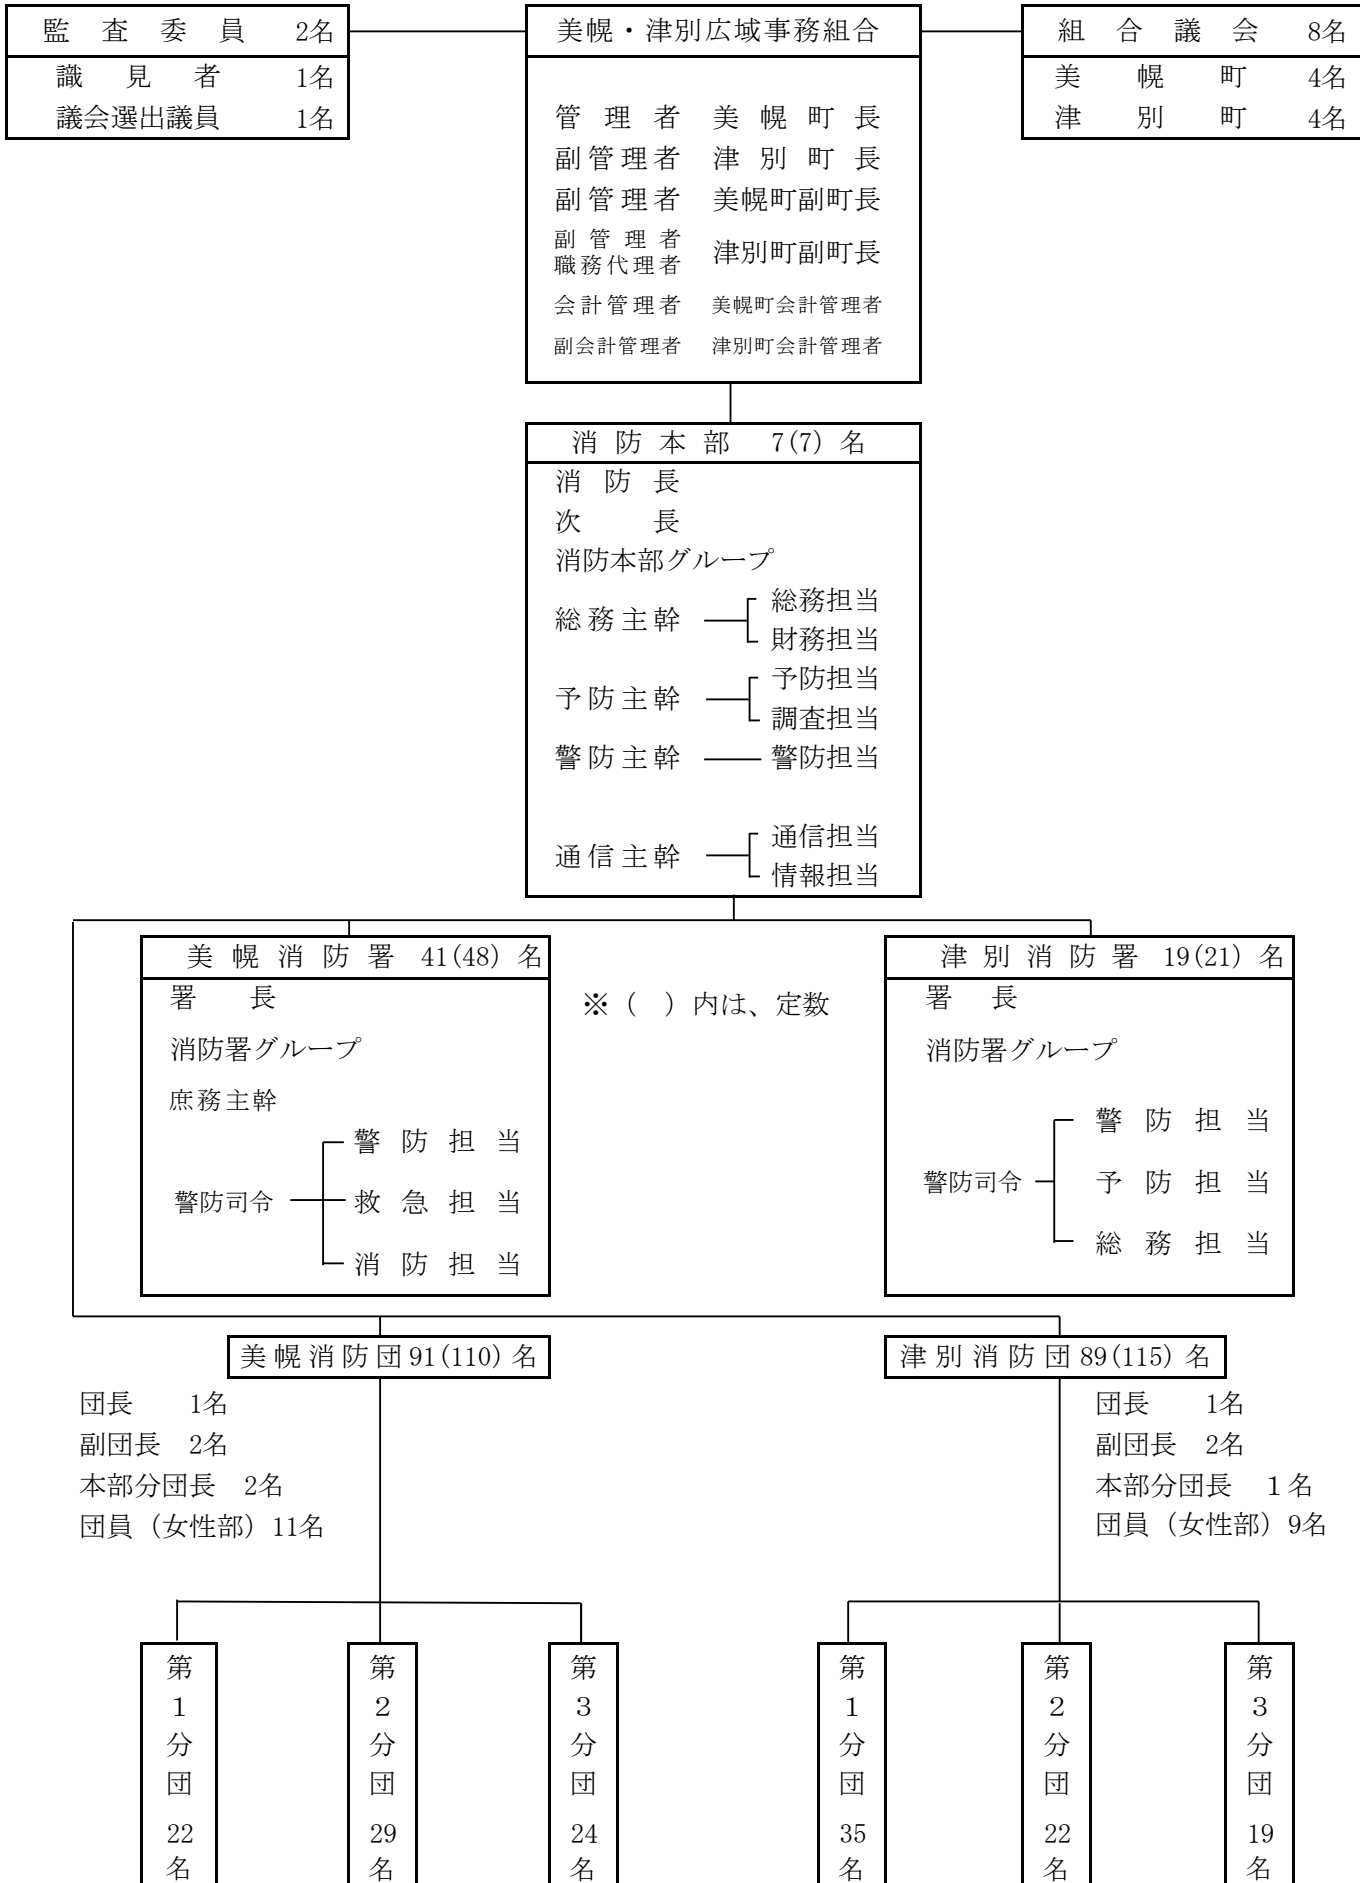 監査委員 2名
識見者 1名
議会選出議員 1名
美幌・津別広域事務組合
管理者 美幌町長
副管理者 津別町長
副管理者 美幌町副町長
副管理者
職務代理者 津別町副町長
会計管理者 美幌町会計管理者
副会計管理者 津別町会計管理者
組合議会 8名
美幌町 4名
津別町 4名
消防本部 7(7)名
消防長
次長
消防本部グループ
総務主幹 総務担当
財務担当
予防主幹 予防担当
調査担当
警防主幹 警防担当
通信主幹 通信担当
情報担当
美幌消防署 41(48)名
署長
消防署グループ
庶務主幹
警防司令
警防担当
救急担当
消防担当
※( )内は、定数
津別消防署 19(21)名
署長
消防署グループ
警防司令
警防担当
予防担当
総務担当
美幌消防団91(110)名
団長 1名
副団長 2名
本部分団長 2名
団員(女性部)11名
第1分団22名
第2分団29名
第3分団24名
津別消防団89(115)名
団長 1名
副団長 2名
本部分団長 1名
団員(女性部)9名
第1分団35名
第2分団22名
第3分団19名